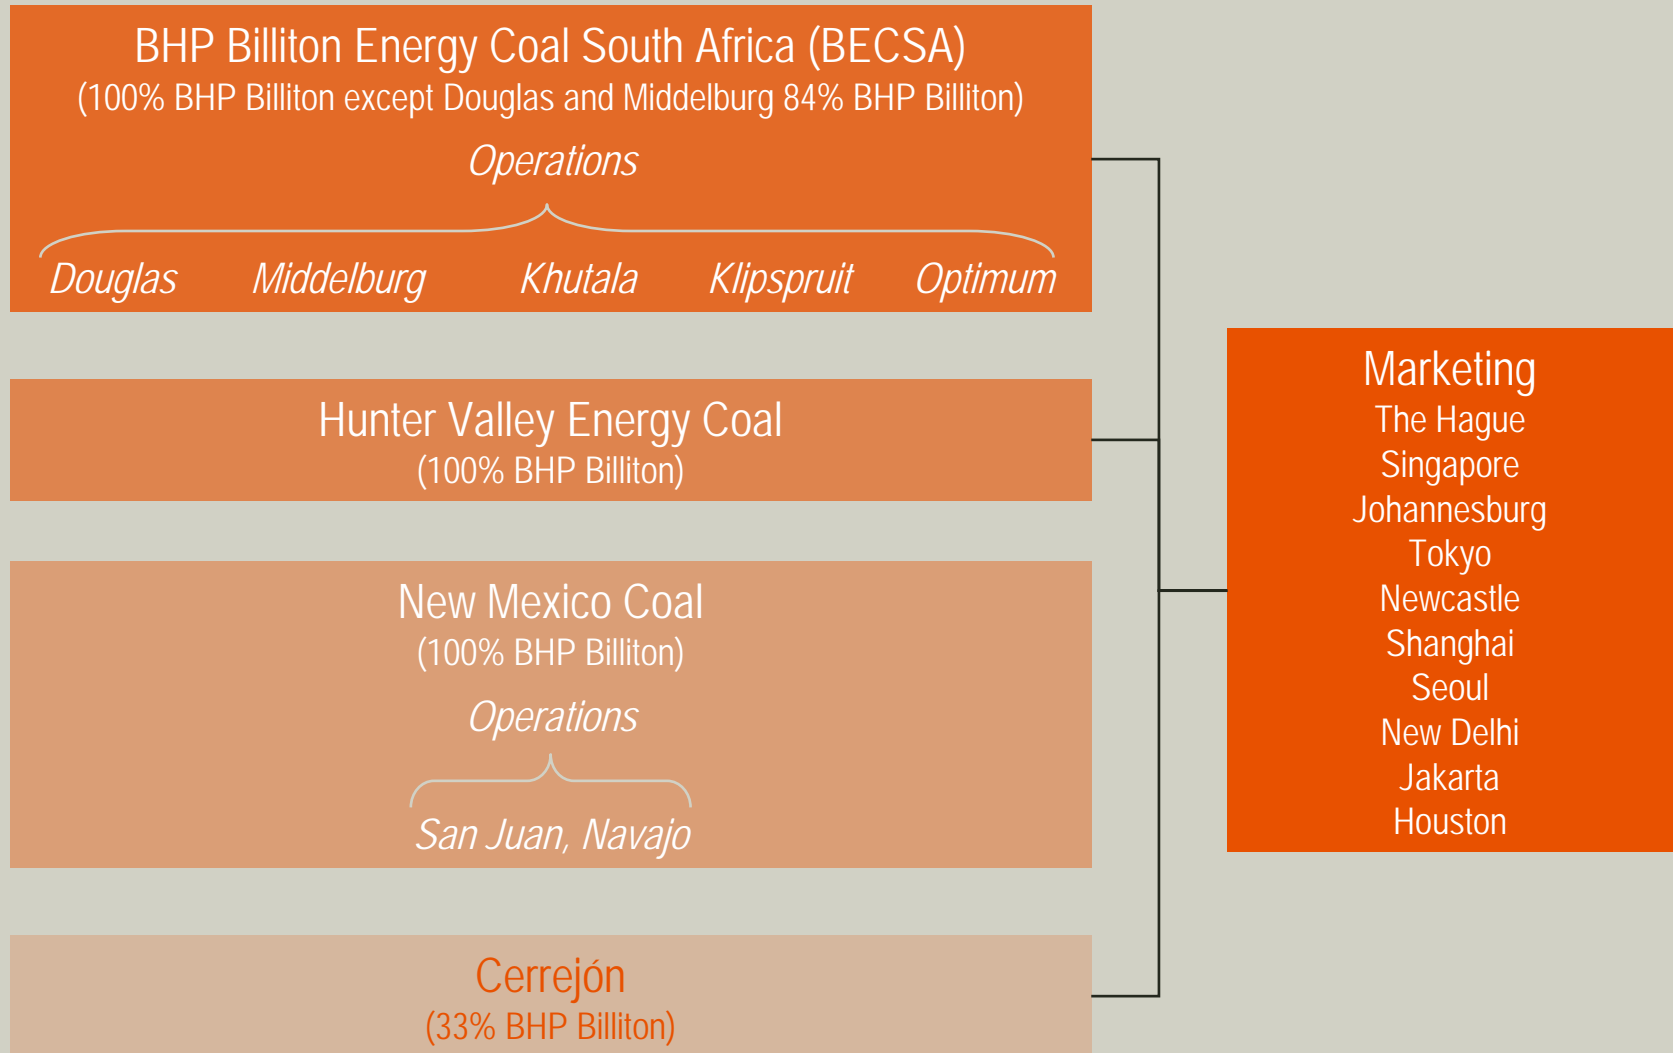 BHP Billiton Energy Coal South Africa (BECSA)
(100% BHP Billiton except Douglas and Middelburg 84% BHP Billiton)
Operations
Douglas Middelburg Khutala Klipspruit Optimum
Hunter Valley Energy Coal
(100% BHP Billiton)
New Mexico Coal
(100% BHP Billiton)
Operations
San Juan, Navajo
Cerrejón
(33% BHP Billiton)
Marketing
The Hague
Singapore
Johannesburg
Tokyo
Newcastle
Shanghai
Seoul
New Delhi
Jakarta
Houston